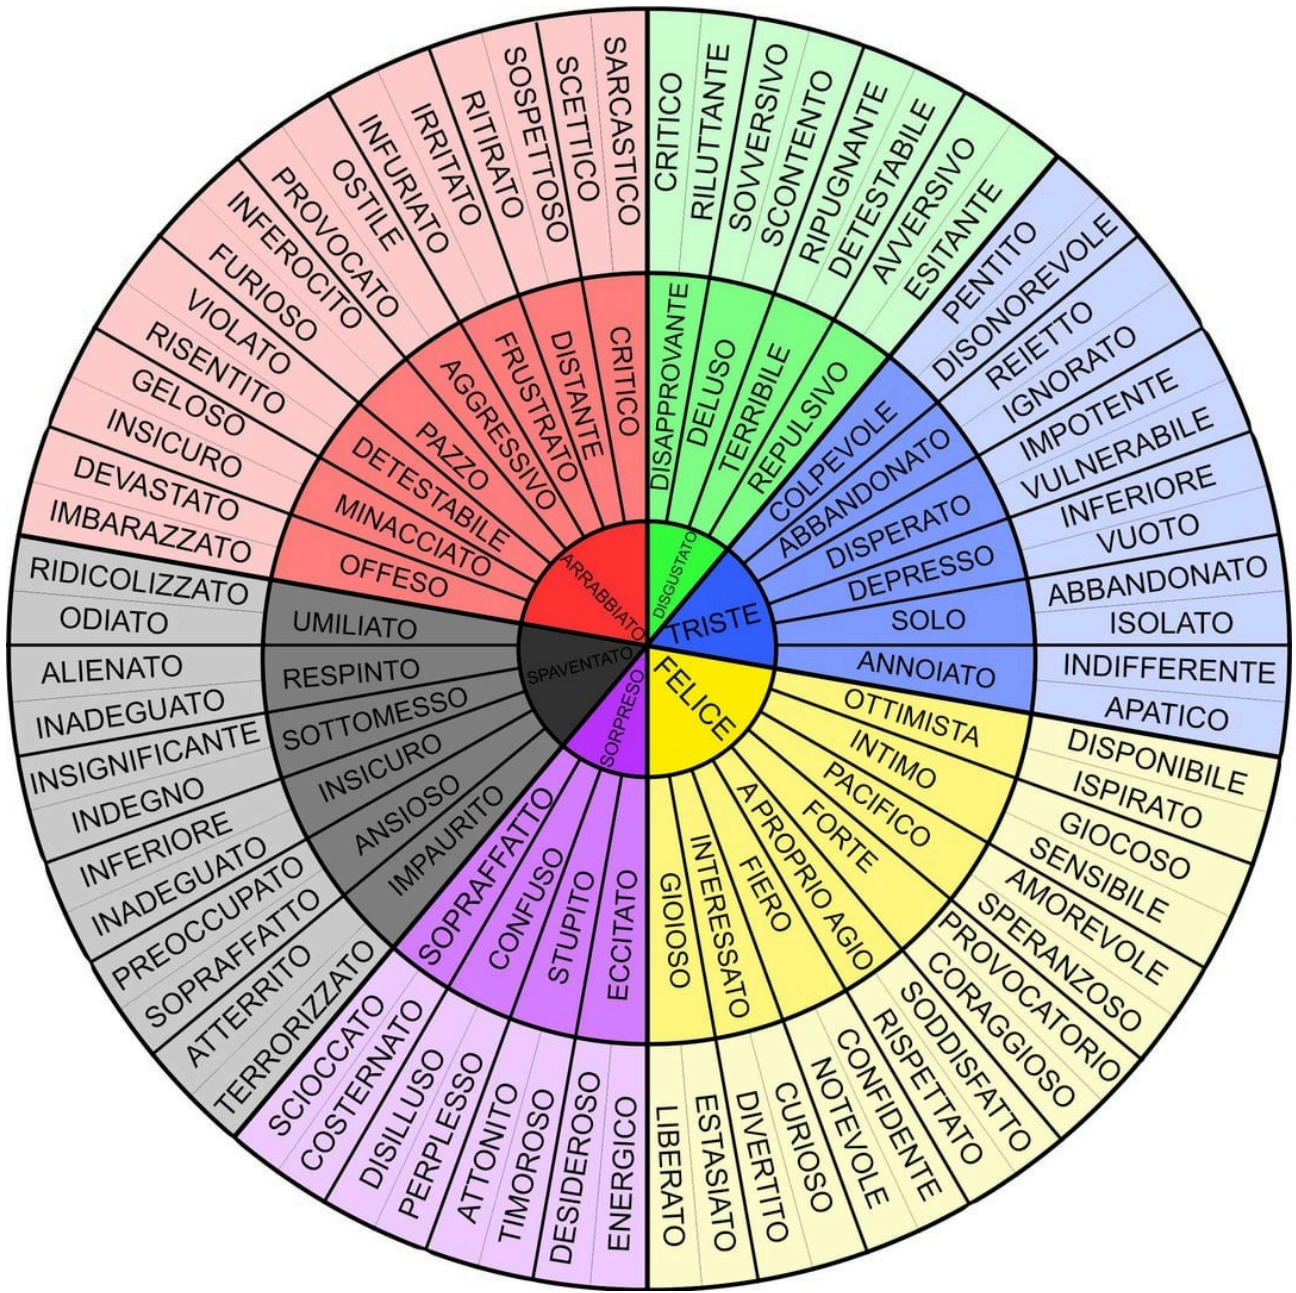 DISGUSTATO
TRISTE
FELICE
SORPRESO
SPAVENTATO
ARRABBIATO
DISAPPROVANTE
DELUSO
TERRIBILE
REPULSIVO
COLPEVOLE
ABBANDONATO
DISPERATO
DEPRESSO
SOLO
ANNOIATO
OTTIMISTA
INTIMO
PACIFICO
FORTE
A PROPRIO AGIO
FIERO
INTERESSATO
GIOIOSO
ECCITATO
STUPITO
CONFUSO
SOPRAFFATTO
IMPAURITO
ANSIOSO
INSICURO
SOTTOMESSO
RESPINTO
UMILIATO
OFFESO
MINACCIATO
DETESTABILE
PAZZO
AGGRESSIVO
FRUSTRATO
DISTANTE
CRITICO
CRITICO
RILUTTANTE
SOVVERSIVO
SCONTENTO
RIPUGNANTE
DETESTABILE
AVVERSIVO
ESITANTE
PENTITO
DISONOREVOLE
REIETTO
IGNORATO
IMPOTENTE
VULNERABILE
INFERIORE
VUOTO
ABBANDONATO
ISOLATO
INDIFFERENTE
APATICO
DISPONIBILE
ISPIRATO
GIOCOSO
SENSIBILE
AMOREVOLE
SPERANZOSO
PROVOCATORIO
CORAGGIOSO
SODDISFATTO
RISPETTATO
CONFIDENTE
NOTEVOLE
CURIOSO
DIVERTITO
ESTASIATO
LIBERATO
ENERGICO
DESIDEROSO
TIMOROSO
ATTONITO
PERPLESSO
DISILLUSO
COSTERNATO
SCIOCCATO
TERRORIZZATO
ATTERRITO
SOPRAFFATTO
PREOCCUPATO
INADEGUATO
INFERIORE
INDEGNO
INSIGNIFICANTE
INADEGUATO
ALIENATO
ODIATO
RIDICOLIZZATO
IMBARAZZATO
DEVASTATO
INSICURO
GELOSO
RISENTITO
VIOLATO
FURIOSO
INFEROCITO
PROVOCATO
OSTILE
INFURIATO
IRRITATO
RITIRATO
SOSPETTOSO
SCETTICO
SARCASTICO